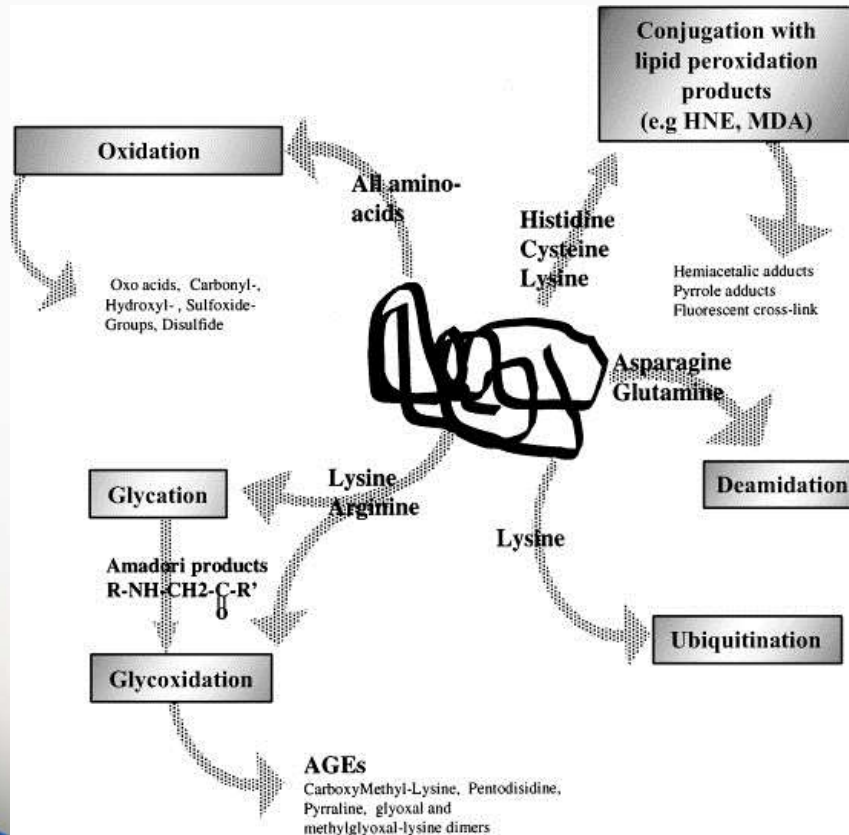 Conjugation with
lipid peroxidation
products
(e.g HNE, MDA)
Oxidation
All amino-
acids
Histidine
Cysteine
Lysine
Oxo acids, Carbonyl-,
Hydroxyl- , Sulfoxide-
Groups, Disulfide
Hemiacetalic adducts
Pyrrole adducts
Fluorescent cross-link
Asparagine
Glutamine
Glycation
Lysine
Arginine
Deamidation
Lysine
Amadori products
R-NH-CH2-C-R’
O
Ubiquitination
Glycoxidation
AGEs
CarboxyMethyl-Lysine, Pentodisidine,
Pyrraline, glyoxal and
methylglyoxal-lysine dimers